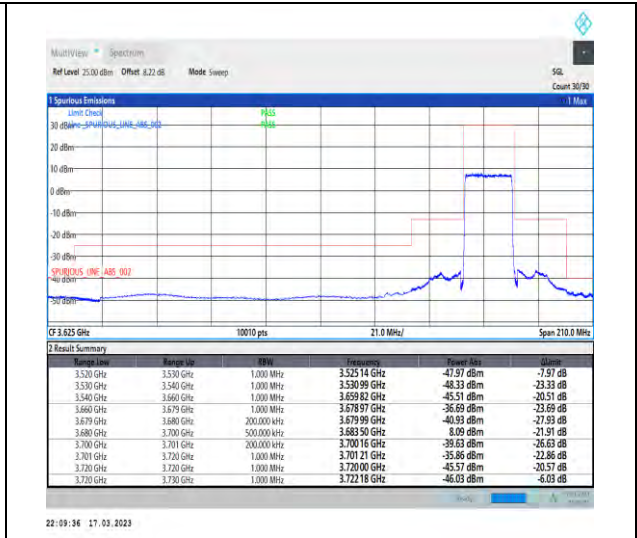 MultiView Spectrum
Ref Level 25.00 dBm Offset 8.22 dB Mode Sweep SGL
Count 30/30
1 Spurious Emissions 1 Max
Limit Check PASS
30 dBm SPURIOUS_LINE_ABS_002 PASS
20 dBm
10 dBm
0 dBm
-10 dBm
-20 dBm
-30 dBm
SPURIOUS_LINE_ABS_002
-40 dBm
-50 dBm
CF 3.625 GHz 10010 pts 21.0 MHz/ Span 210.0 MHz
2 Result Summary
Range Low Range Up RBW Frequency Power Abs ΔLimit
3.520 GHz 3.530 GHz 1.000 MHz 3.525 14 GHz -47.97 dBm -7.97 dB
3.530 GHz 3.540 GHz 1.000 MHz 3.530 99 GHz -48.33 dBm -23.33 dB
3.540 GHz 3.660 GHz 1.000 MHz 3.659 82 GHz -45.51 dBm -20.51 dB
3.660 GHz 3.679 GHz 1.000 MHz 3.678 97 GHz -36.69 dBm -23.69 dB
3.679 GHz 3.680 GHz 200.000 kHz 3.679 99 GHz -40.93 dBm -27.93 dB
3.680 GHz 3.700 GHz 500.000 kHz 3.683 50 GHz 8.09 dBm -21.91 dB
3.700 GHz 3.701 GHz 200.000 kHz 3.700 16 GHz -39.63 dBm -26.63 dB
3.701 GHz 3.720 GHz 1.000 MHz 3.701 21 GHz -35.86 dBm -22.86 dB
3.720 GHz 3.720 GHz 1.000 MHz 3.720 00 GHz -45.57 dBm -20.57 dB
3.720 GHz 3.730 GHz 1.000 MHz 3.722 18 GHz -46.03 dBm -6.03 dB
Ready
22:09:36 17.03.2023